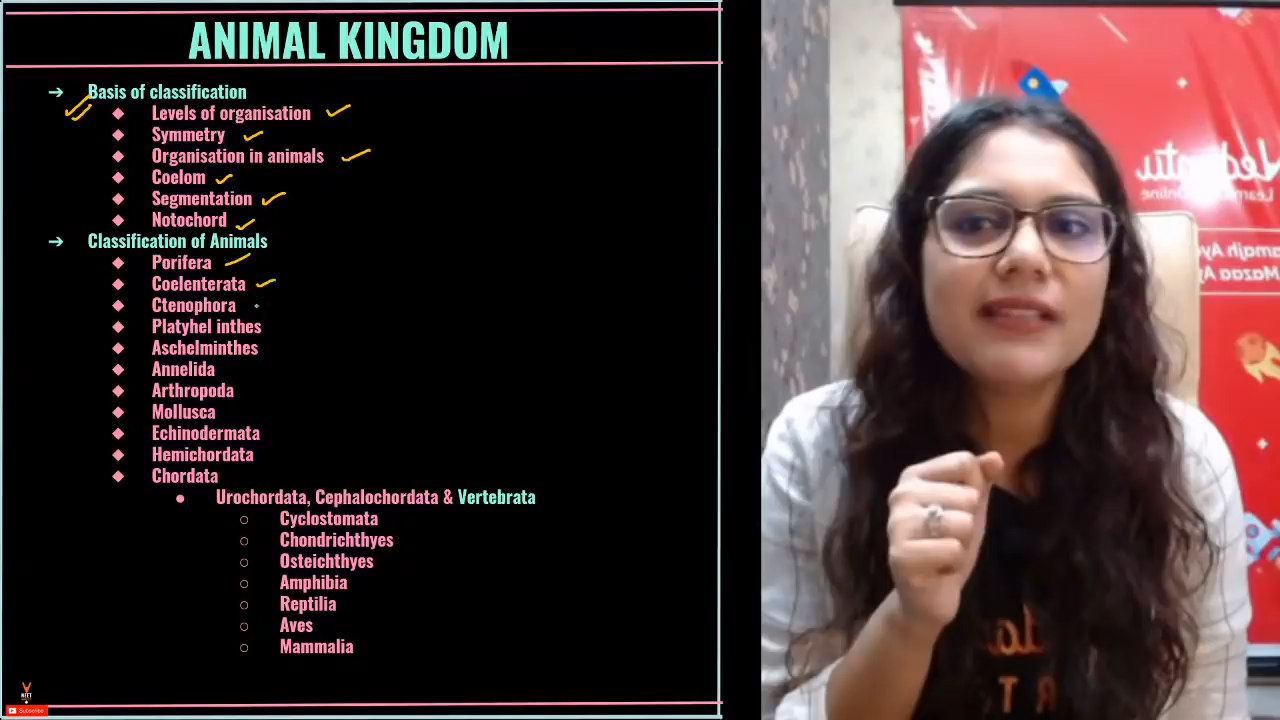 ANIMAL KINGDOM
➔ Basis of classification
❖ Levels of organisation
❖ Symmetry
❖ Organisation in animals
❖ Coelom
❖ Segmentation
❖ Notochord
➔ Classification of Animals
❖ Porifera
❖ Coelenterata
❖ Ctenophora
❖ Platyhel inthes
❖ Aschelminthes
❖ Annelida
❖ Arthropoda
❖ Mollusca
❖ Echinodermata
❖ Hemichordata
❖ Chordata
● Urochordata, Cephalochordata & Vertebrata
○ Cyclostomata
○ Chondrichthyes
○ Osteichthyes
○ Amphibia
○ Reptilia
○ Aves
○ Mammalia
NEET
Subscribe